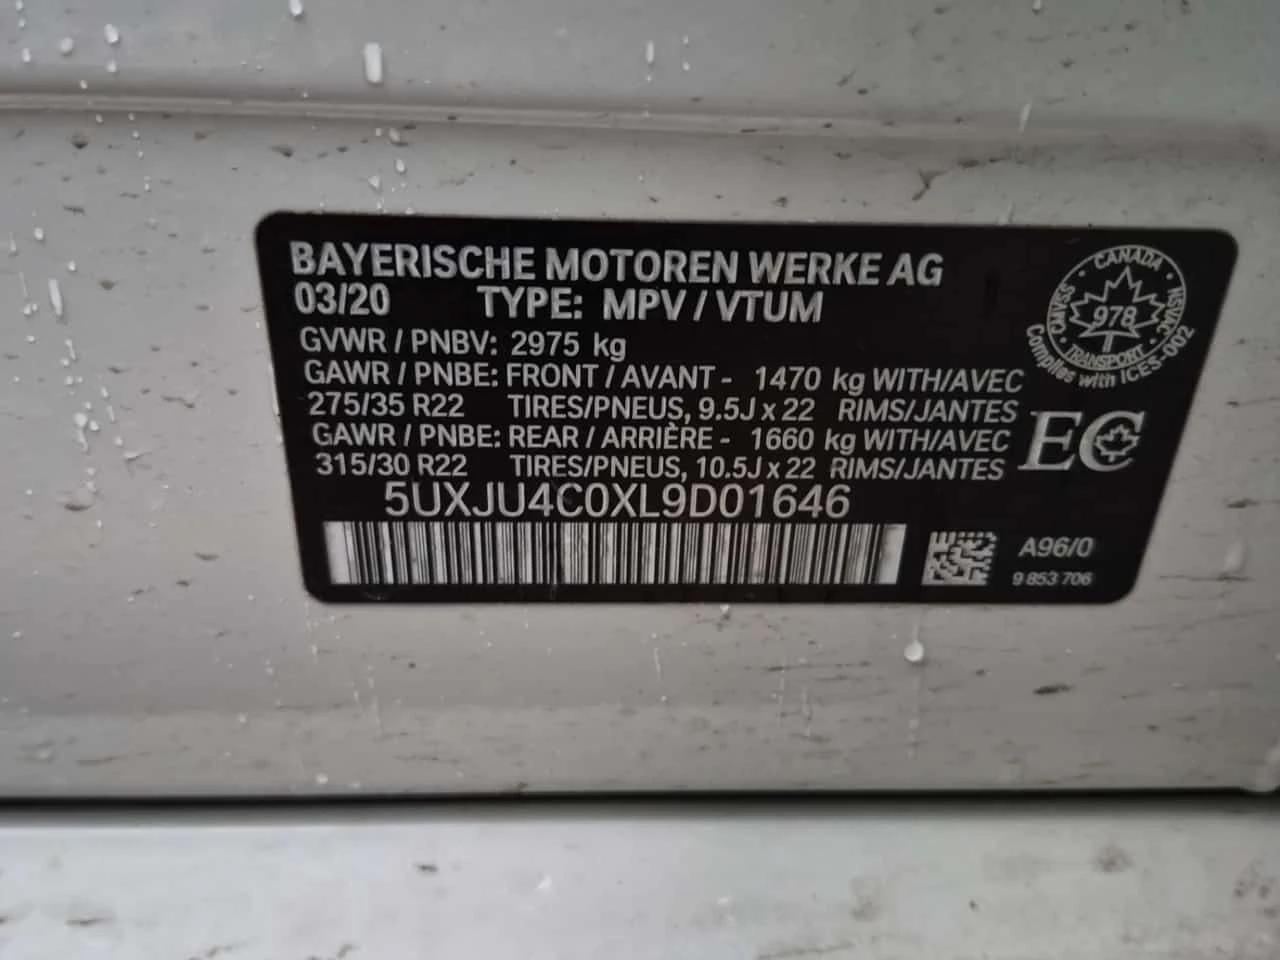 BAYERISCHE MOTOREN WERKE AG
03/20 TYPE: MPV / VTUM
GVWR / PNBV: 2975 kg
GAWR / PNBE: FRONT / AVANT - 1470 kg WITH/AVEC
275/35 R22 TIRES/PNEUS, 9.5J x 22 RIMS/JANTES
GAWR / PNBE: REAR / ARRIÈRE - 1660 kg WITH/AVEC
315/30 R22 TIRES/PNEUS, 10.5J x 22 RIMS/JANTES
5UXJU4C0XL9D01646
A96/0
9 853 706
CANADA
CMVSS
978
NSVAC
TRANSPORT
Complies with ICES-002
EC